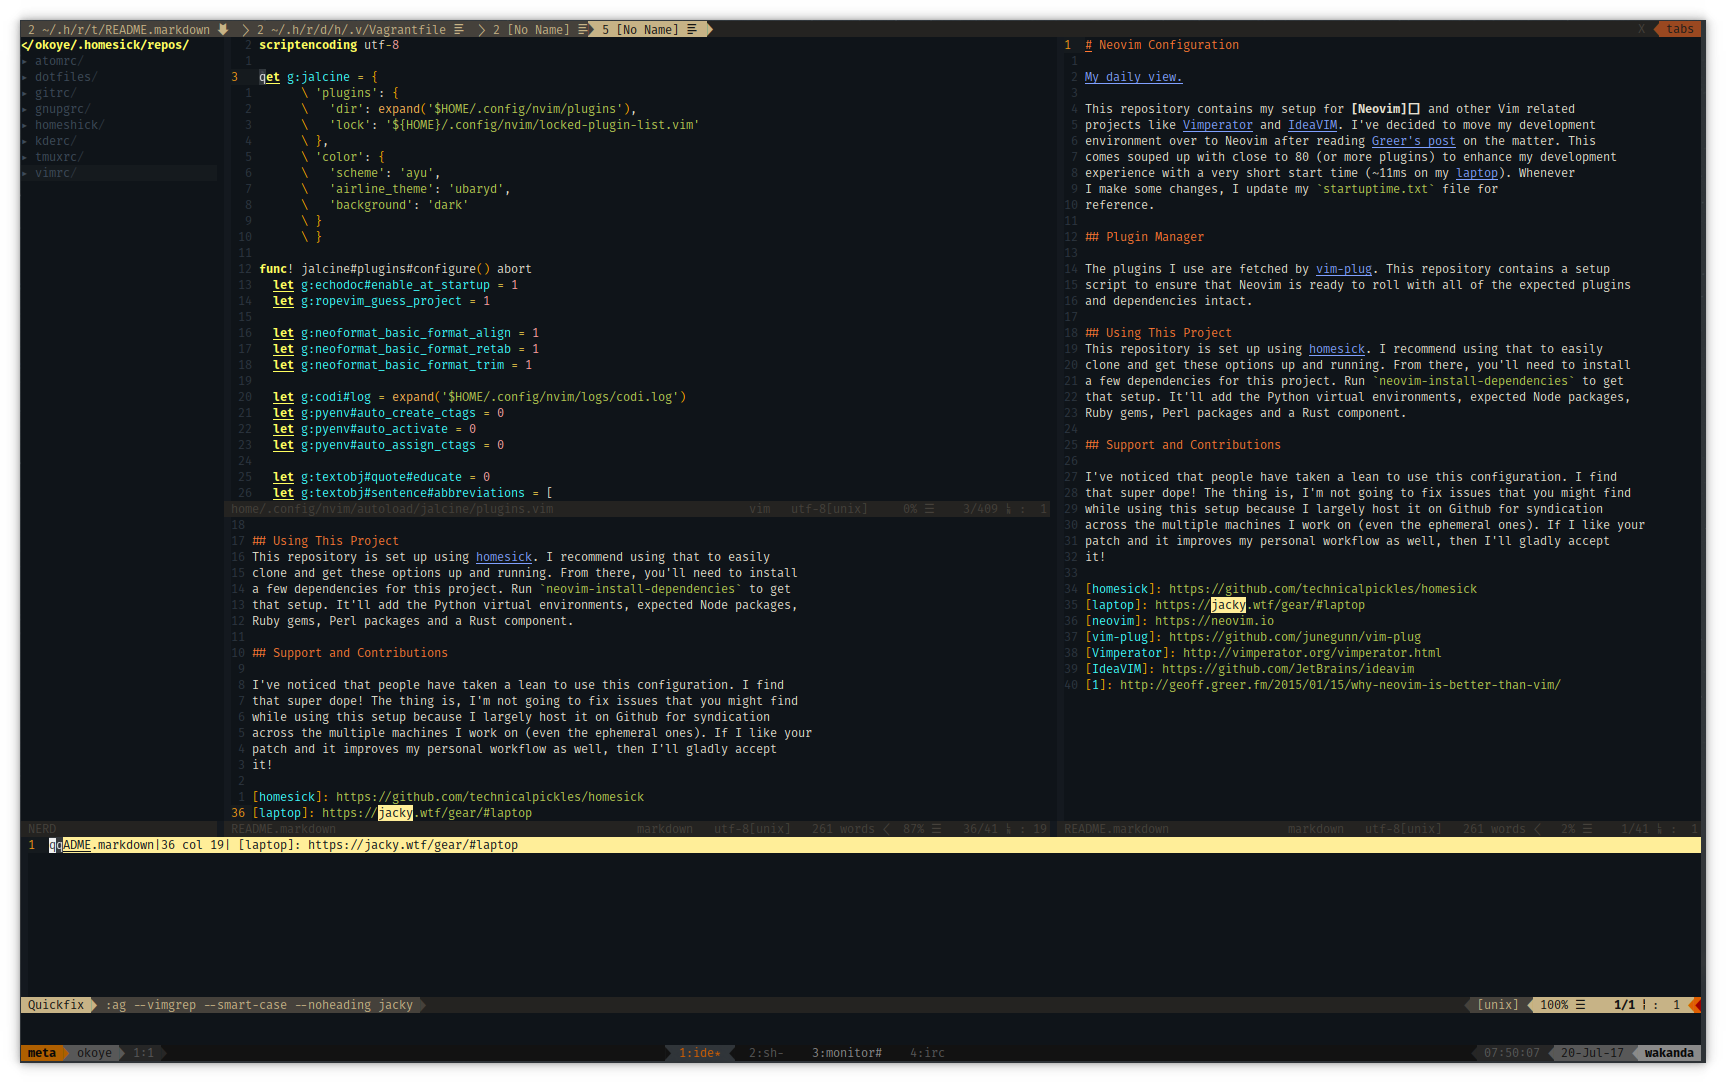 2 ~/.h/r/t/README.markdown
2 ~/.h/r/d/h/.v/Vagrantfile ☰
2 [No Name] ☰
5 [No Name] ☰
X tabs
</okoye/.homesick/repos/
▸ atomrc/
▸ dotfiles/
▸ gitrc/
▸ gnupgrc/
▸ homeshick/
▸ kderc/
▸ tmuxrc/
▸ vimrc/
NERD
2 scriptencoding utf-8
1
3 qet g:jalcine = {
1 \ 'plugins': {
2 \ 'dir': expand('$HOME/.config/nvim/plugins'),
3 \ 'lock': '${HOME}/.config/nvim/locked-plugin-list.vim'
4 \ },
5 \ 'color': {
6 \ 'scheme': 'ayu',
7 \ 'airline_theme': 'ubaryd',
8 \ 'background': 'dark'
9 \ }
10 \ }
11
12 func! jalcine#plugins#configure() abort
13 let g:echodoc#enable_at_startup = 1
14 let g:ropevim_guess_project = 1
15
16 let g:neoformat_basic_format_align = 1
17 let g:neoformat_basic_format_retab = 1
18 let g:neoformat_basic_format_trim = 1
19
20 let g:codi#log = expand('$HOME/.config/nvim/logs/codi.log')
21 let g:pyenv#auto_create_ctags = 0
22 let g:pyenv#auto_activate = 0
23 let g:pyenv#auto_assign_ctags = 0
24
25 let g:textobj#quote#educate = 0
26 let g:textobj#sentence#abbreviations = [
home/.config/nvim/autoload/jalcine/plugins.vim vim utf-8[unix] 0% ☰ 3/409 : 1
18
17 ## Using This Project
16 This repository is set up using homesick. I recommend using that to easily
15 clone and get these options up and running. From there, you'll need to install
14 a few dependencies for this project. Run `neovim-install-dependencies` to get
13 that setup. It'll add the Python virtual environments, expected Node packages,
12 Ruby gems, Perl packages and a Rust component.
11
10 ## Support and Contributions
9
8 I've noticed that people have taken a lean to use this configuration. I find
7 that super dope! The thing is, I'm not going to fix issues that you might find
6 while using this setup because I largely host it on Github for syndication
5 across the multiple machines I work on (even the ephemeral ones). If I like your
4 patch and it improves my personal workflow as well, then I'll gladly accept
3 it!
2
1 [homesick]: https://github.com/technicalpickles/homesick
36 [laptop]: https://jacky.wtf/gear/#laptop
README.markdown markdown utf-8[unix] 261 words 87% ☰ 36/41 : 19
1 # Neovim Configuration
1
2 My daily view.
3
4 This repository contains my setup for [Neovim]□ and other Vim related
5 projects like Vimperator and IdeaVIM. I've decided to move my development
6 environment over to Neovim after reading Greer's post on the matter. This
7 comes souped up with close to 80 (or more plugins) to enhance my development
8 experience with a very short start time (~11ms on my laptop). Whenever
9 I make some changes, I update my `startuptime.txt` file for
10 reference.
11
12 ## Plugin Manager
13
14 The plugins I use are fetched by vim-plug. This repository contains a setup
15 script to ensure that Neovim is ready to roll with all of the expected plugins
16 and dependencies intact.
17
18 ## Using This Project
19 This repository is set up using homesick. I recommend using that to easily
20 clone and get these options up and running. From there, you'll need to install
21 a few dependencies for this project. Run `neovim-install-dependencies` to get
22 that setup. It'll add the Python virtual environments, expected Node packages,
23 Ruby gems, Perl packages and a Rust component.
24
25 ## Support and Contributions
26
27 I've noticed that people have taken a lean to use this configuration. I find
28 that super dope! The thing is, I'm not going to fix issues that you might find
29 while using this setup because I largely host it on Github for syndication
30 across the multiple machines I work on (even the ephemeral ones). If I like your
31 patch and it improves my personal workflow as well, then I'll gladly accept
32 it!
33
34 [homesick]: https://github.com/technicalpickles/homesick
35 [laptop]: https://jacky.wtf/gear/#laptop
36 [neovim]: https://neovim.io
37 [vim-plug]: https://github.com/junegunn/vim-plug
38 [Vimperator]: http://vimperator.org/vimperator.html
39 [IdeaVIM]: https://github.com/JetBrains/ideavim
40 [1]: http://geoff.greer.fm/2015/01/15/why-neovim-is-better-than-vim/
README.markdown markdown utf-8[unix] 261 words 2% ☰ 1/41 : 1
1 qqADME.markdown|36 col 19| [laptop]: https://jacky.wtf/gear/#laptop
Quickfix :ag --vimgrep --smart-case --noheading jacky [unix] 100% ☰ 1/1 : 1
meta okoye 1:1 1:ide* 2:sh- 3:monitor# 4:irc 07:50:07 20-Jul-17 wakanda